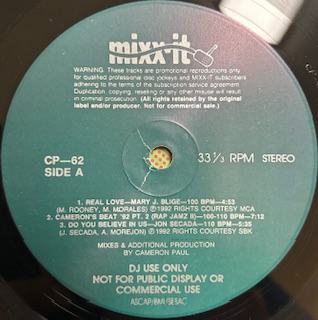 mixx-it
WARNING: These tracks are promotional reproductions only
for qualified professional disc jockeys and MIXX-IT subscribers
adhering to the terms of the subscription service agreement.
Duplication, copying, reselling or any other misuse will result
in criminal prosecution. (All rights retained by the original
label and/or producer. Not for commercial sale.)
CP—62
SIDE A
33⅓ RPM STEREO
1. REAL LOVE—MARY J. BLIGE—100 BPM—4:53
(M. ROONEY, M. MORALES) ℗1992 RIGHTS COURTESY MCA
2. CAMERON'S BEAT '92 PT. 2 (RAP JAMZ II)—100-110 BPM—7:12
3. DO YOU BELIEVE IN US—JON SECADA—110 BPM—5:35
(J. SECADA, A. MOREJON) ℗1992 RIGHTS COURTESY SBK
MIXES & ADDITIONAL PRODUCTION
BY CAMERON PAUL
DJ USE ONLY
NOT FOR PUBLIC DISPLAY OR
COMMERCIAL USE
ASCAP/BMI/SESAC